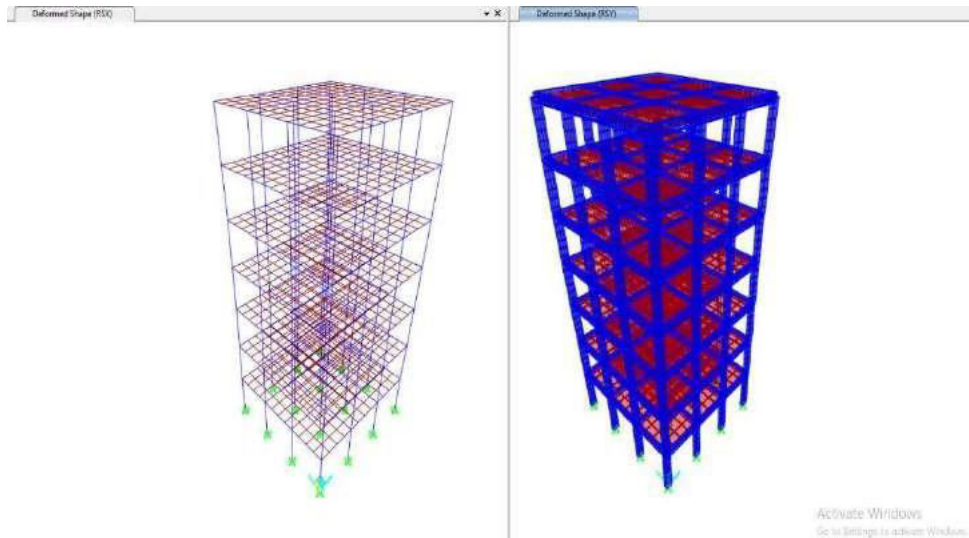 Deformed Shape (RSX)
Deformed Shape (RSY)
Activate Windows
Go to Settings to activate Windows.